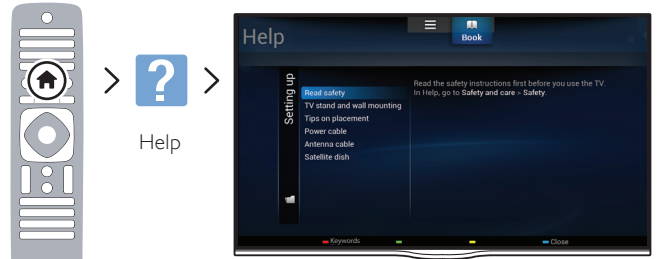 Help
Help
Book
Setting up
Read safety
TV stand and wall mounting
Tips on placement
Power cable
Antenna cable
Satellite dish
Read the safety instructions first before you use the TV.
In Help, go to Safety and care > Safety.
Keywords
Close